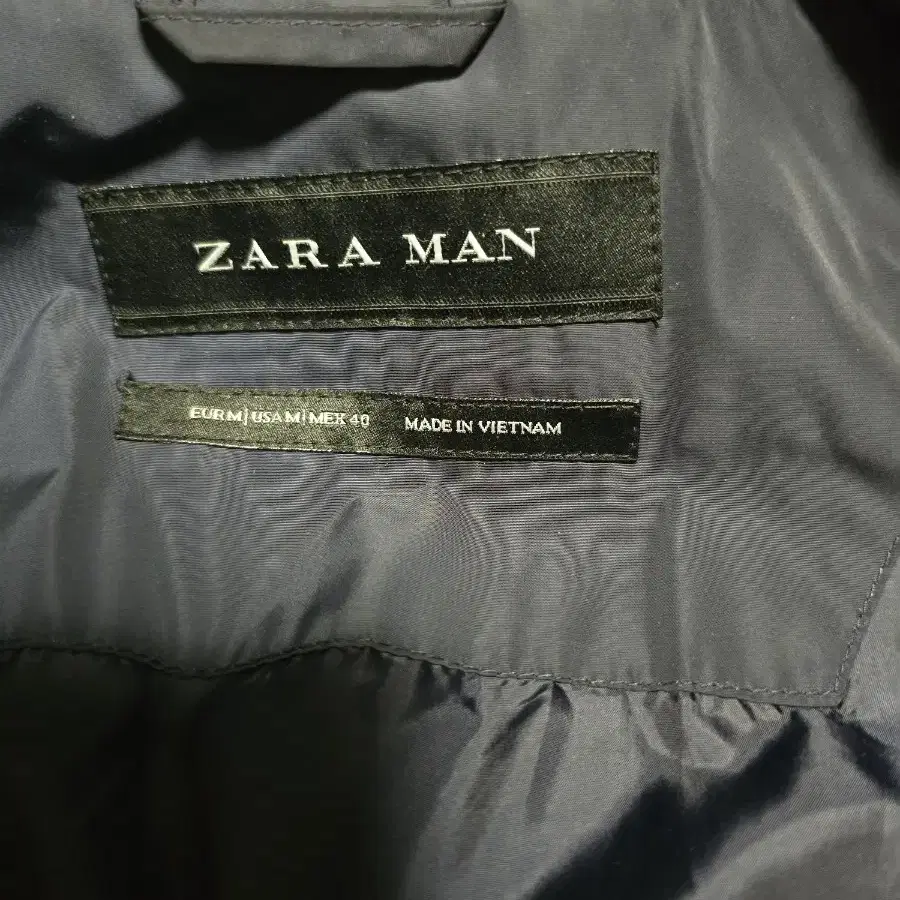 ZARA MAN
EUR M | USA M | MEX 40 MADE IN VIETNAM